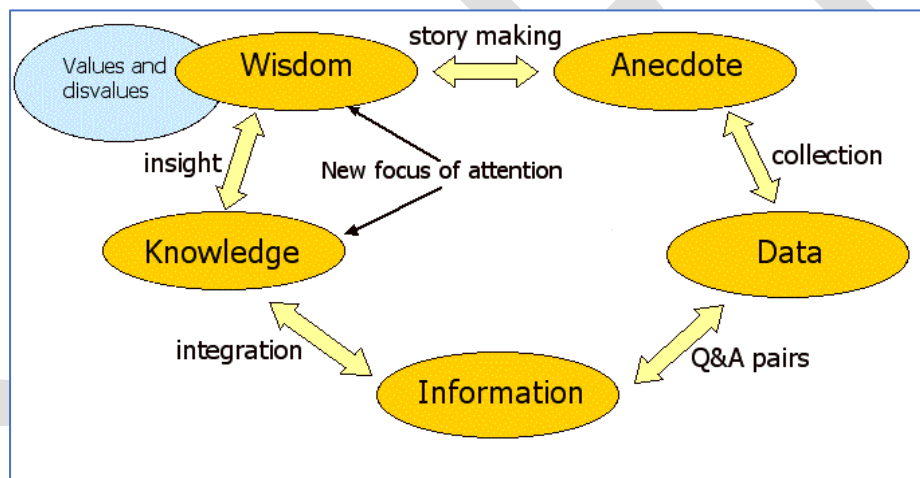 story making
Values and
disvalues
Wisdom
Anecdote
insight
New focus of attention
collection
Knowledge
Data
integration
Q&A pairs
Information